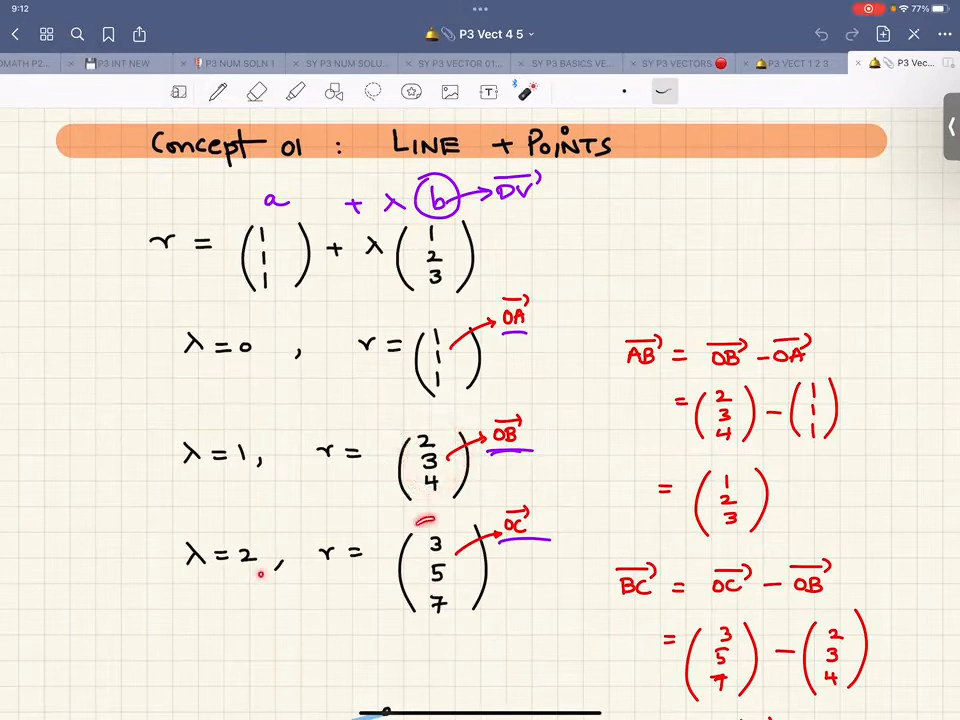 9:12
77%
P3 Vect 4 5
OMATH P2...
P3 INT NEW
P3 NUM SOLN 1
SY P3 NUM SOLU...
SY P3 VECTOR 01...
SY P3 BASICS VE...
SY P3 VECTORS
P3 VECT 1 2 3
P3 Vec...
Concept 01 : LINE + POINTS
a + λ b → DV
r = (1 1 1) + λ (1 2 3)
λ = 0 , r = (1 1 1) OA
λ = 1, r = (2 3 4) OB
λ = 2, r = (3 5 7) OC
AB = OB - OA
= (2 3 4) - (1 1 1)
= (1 2 3)
BC = OC - OB
= (3 5 7) - (2 3 4)